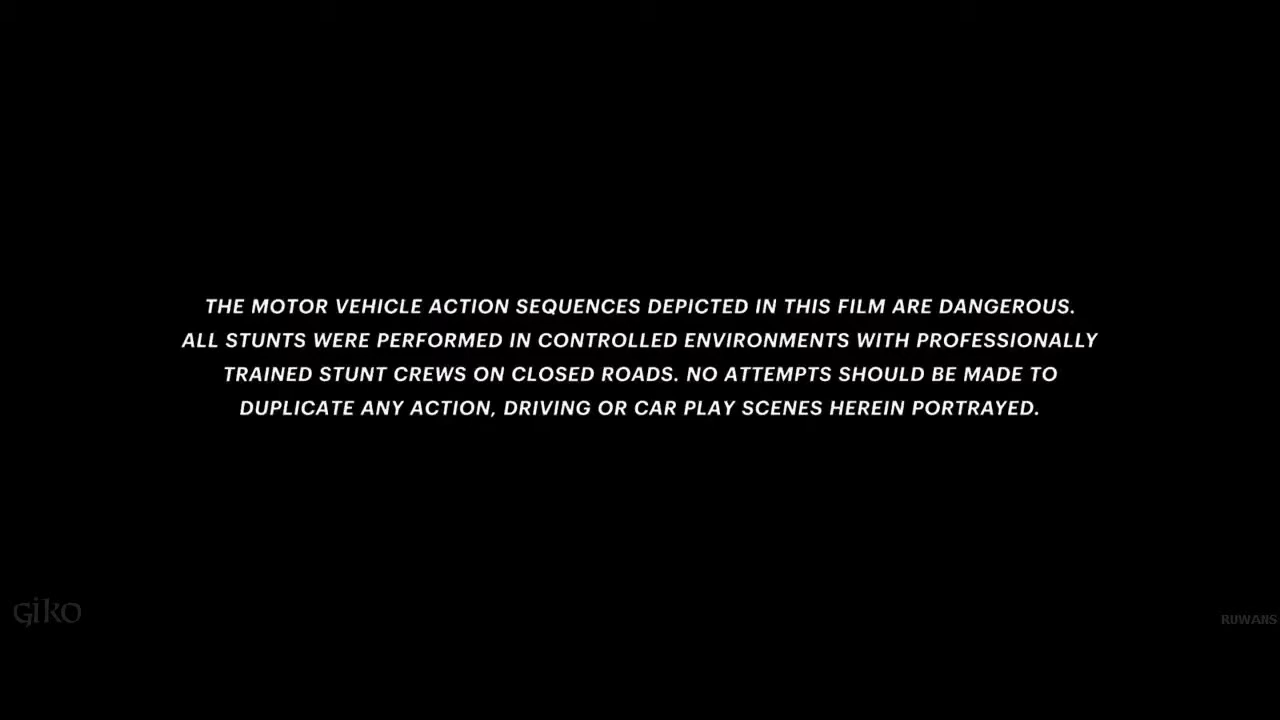 THE MOTOR VEHICLE ACTION SEQUENCES DEPICTED IN THIS FILM ARE DANGEROUS.
ALL STUNTS WERE PERFORMED IN CONTROLLED ENVIRONMENTS WITH PROFESSIONALLY
TRAINED STUNT CREWS ON CLOSED ROADS. NO ATTEMPTS SHOULD BE MADE TO
DUPLICATE ANY ACTION, DRIVING OR CAR PLAY SCENES HEREIN PORTRAYED.
GiKO
RUWANS